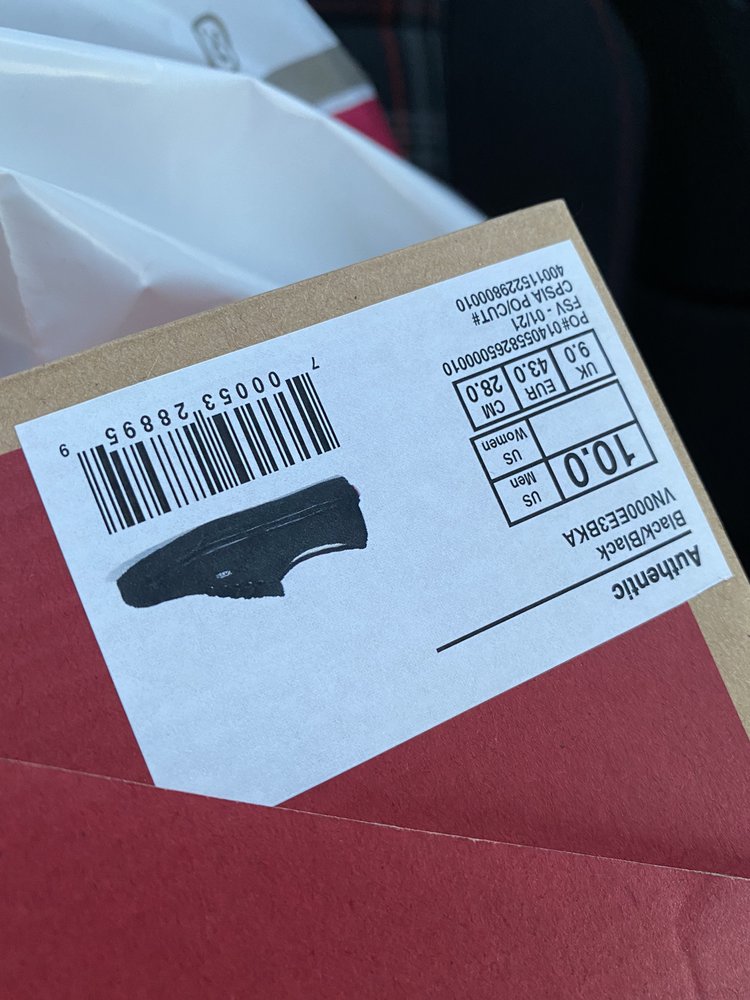 Authentic
Black/Black
VN000EE3BKA
10.0
US
Men
US
Women
UK
9.0
EUR
43.0
CM
28.0
PO#0140558265000010
FSV - 01/21
CPSIA PO/CUT#
400115229800010
7 00053 28895 9